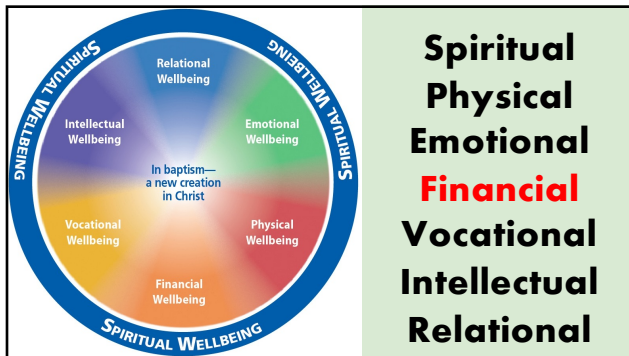 SPIRITUAL WELLBEING
SPIRITUAL WELLBEING
Relational
Wellbeing
Intellectual
Wellbeing
Emotional
Wellbeing
In baptism—
a new creation
in Christ
Vocational
Wellbeing
Physical
Wellbeing
Financial
Wellbeing
SPIRITUAL WELLBEING
Spiritual
Physical
Emotional
Financial
Vocational
Intellectual
Relational